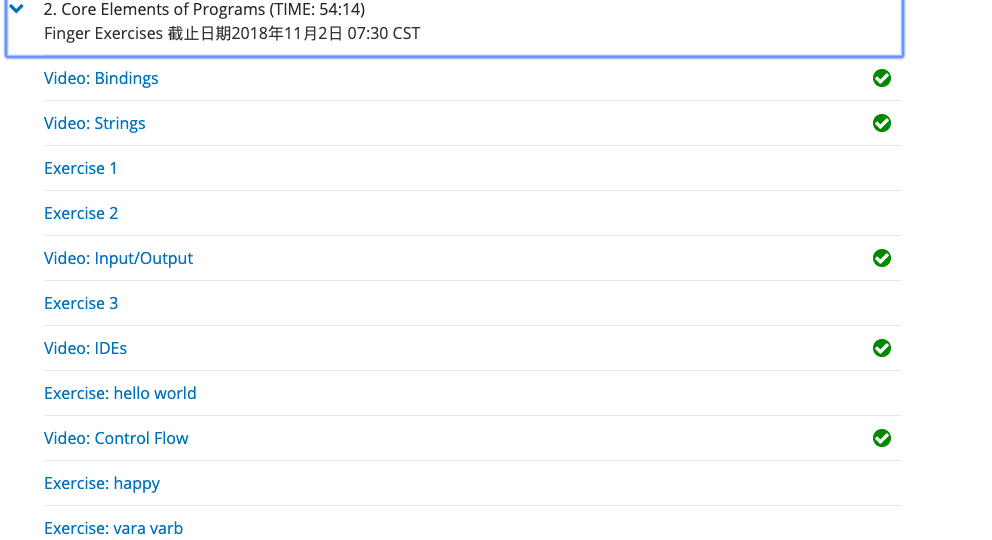 2. Core Elements of Programs (TIME: 54:14)
Finger Exercises 截止日期2018年11月2日 07:30 CST
Video: Bindings
Video: Strings
Exercise 1
Exercise 2
Video: Input/Output
Exercise 3
Video: IDEs
Exercise: hello world
Video: Control Flow
Exercise: happy
Exercise: vara varb